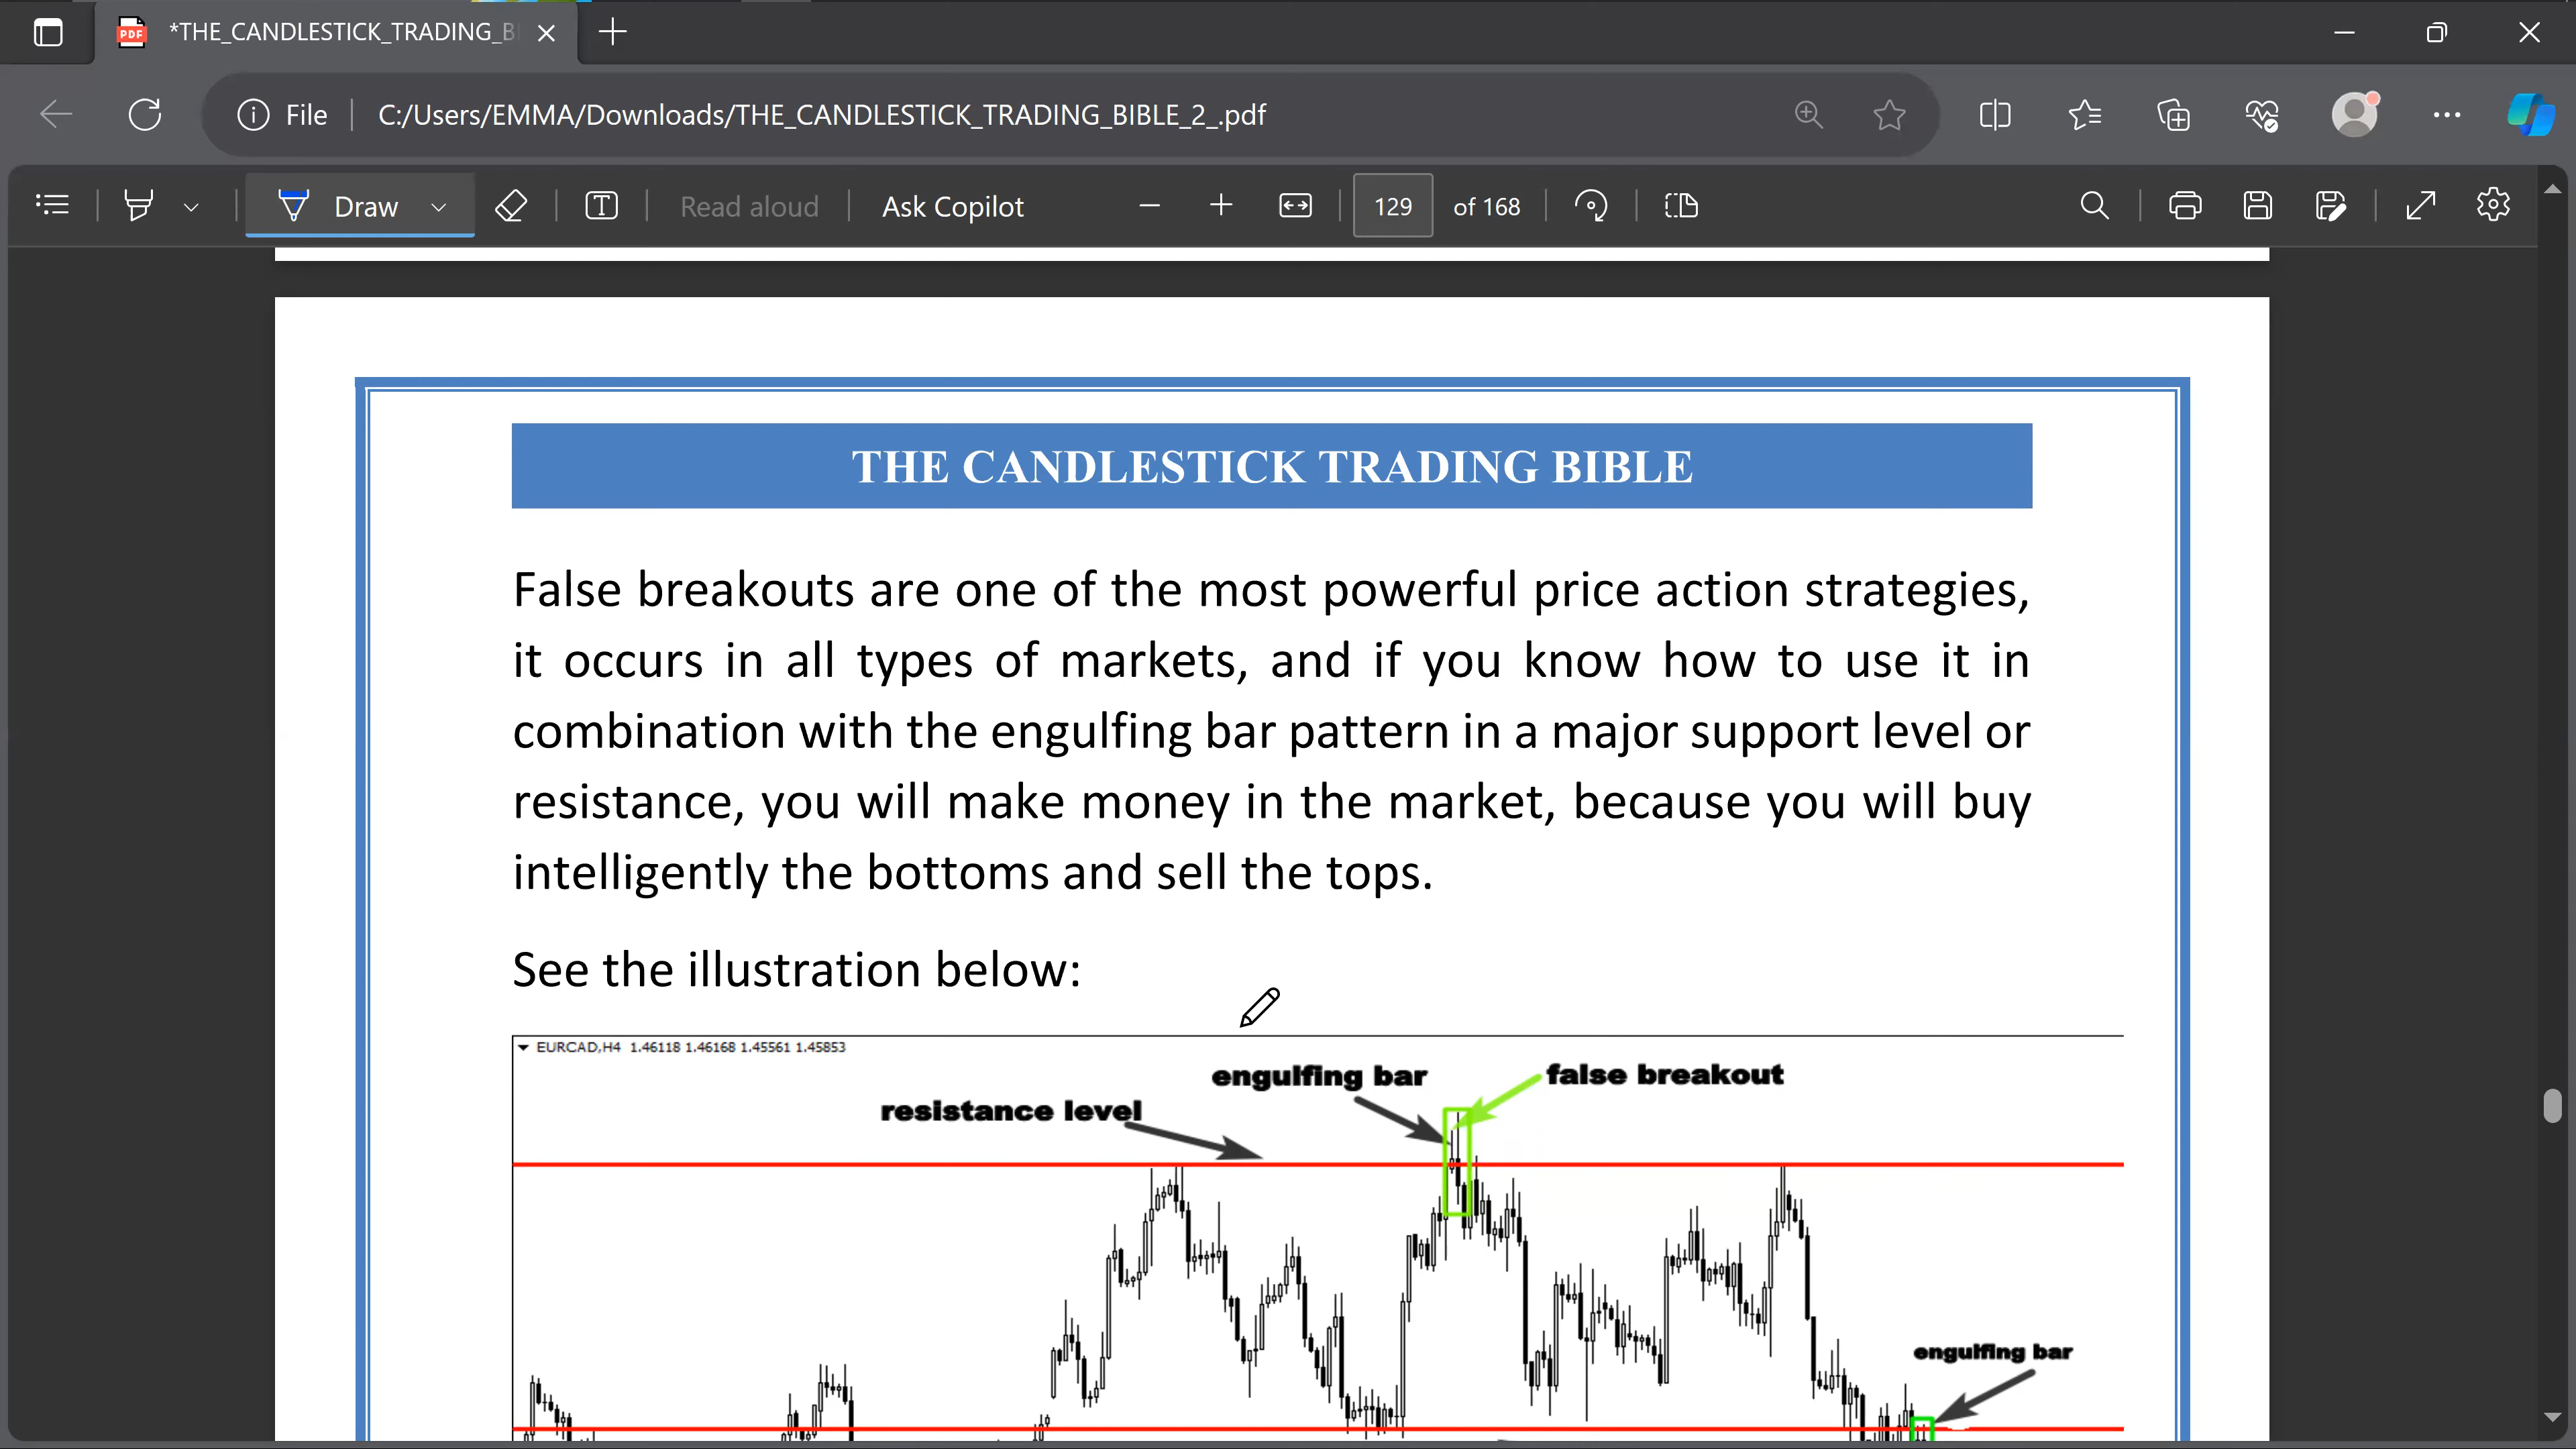 *THE_CANDLESTICK_TRADING_B
File
C:/Users/EMMA/Downloads/THE_CANDLESTICK_TRADING_BIBLE_2_.pdf
Draw
Read aloud
Ask Copilot
129
of 168
THE CANDLESTICK TRADING BIBLE
False breakouts are one of the most powerful price action strategies,
it occurs in all types of markets, and if you know how to use it in
combination with the engulfing bar pattern in a major support level or
resistance, you will make money in the market, because you will buy
intelligently the bottoms and sell the tops.
See the illustration below:
EURCAD,H4 1.46118 1.46168 1.45561 1.45853
engulfing bar
false breakout
resistance level
engulfing bar